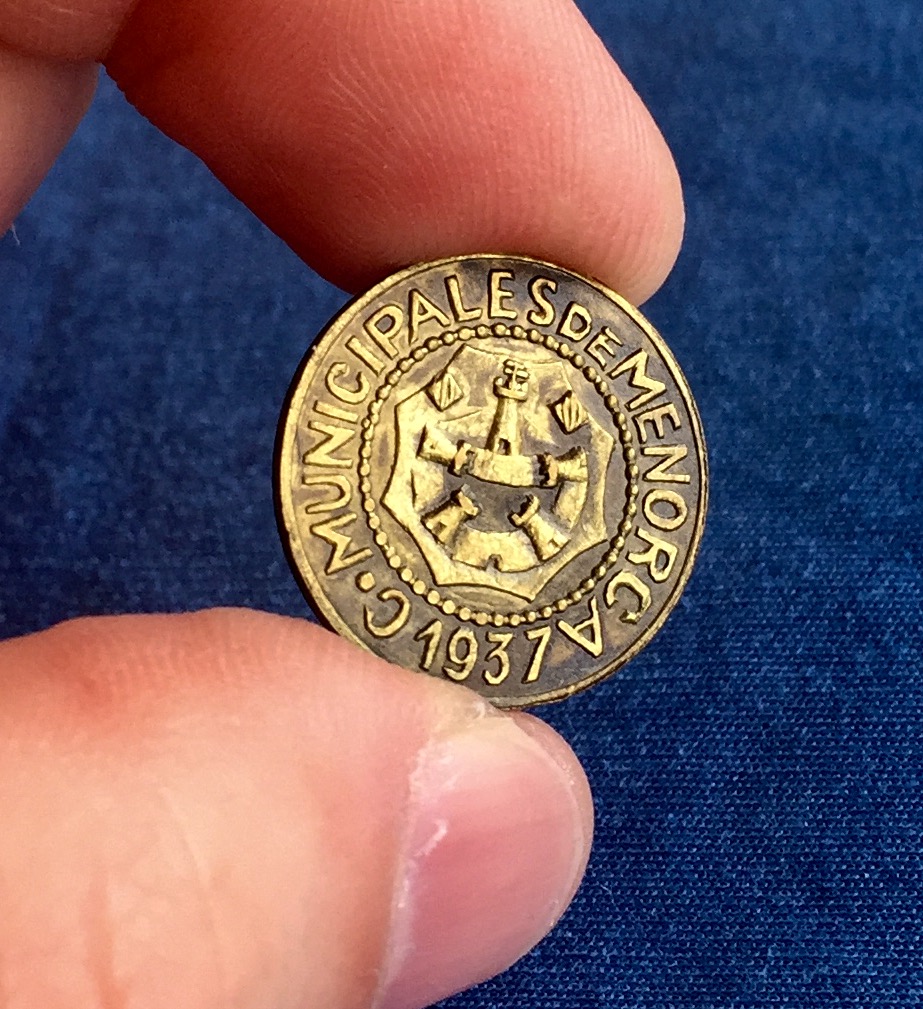 C·MUNICIPALES DE MENORCA
1937